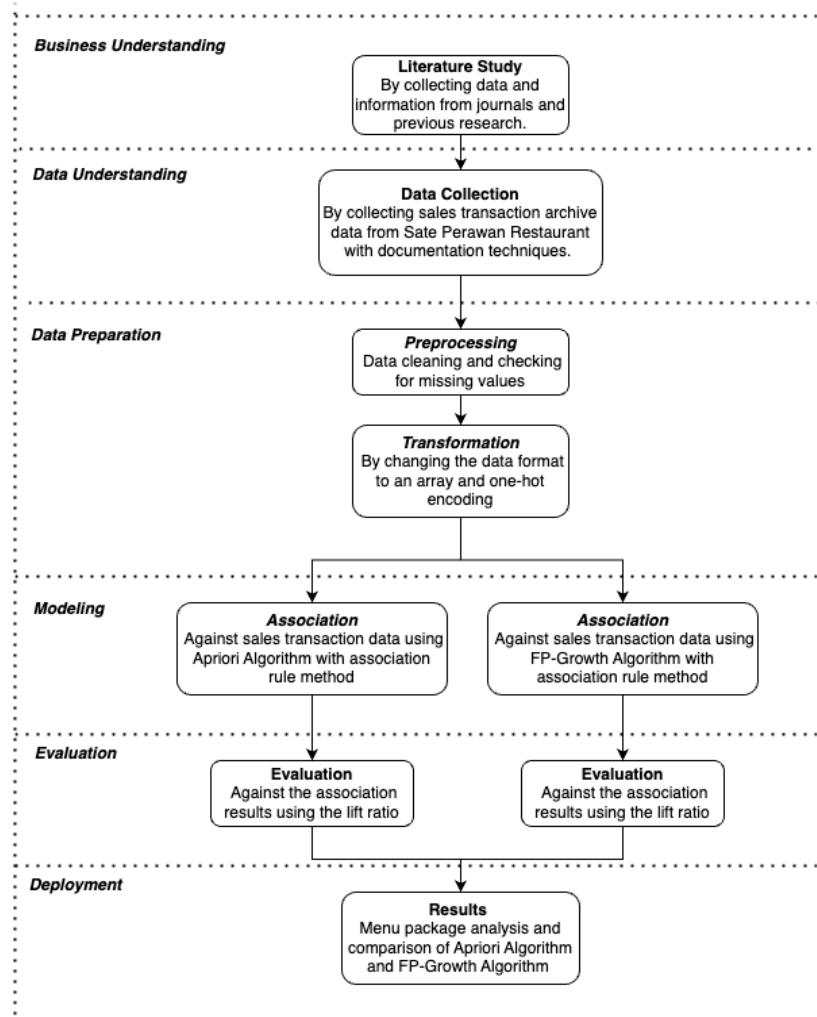 Business Understanding
Literature Study
By collecting data and
information from journals and
previous research.
Data Understanding
Data Collection
By collecting sales transaction archive
data from Sate Perawan Restaurant
with documentation techniques.
Data Preparation
Preprocessing
Data cleaning and checking
for missing values
Transformation
By changing the data format
to an array and one-hot
encoding
Modeling
Association
Against sales transaction data using
Apriori Algorithm with association
rule method
Association
Against sales transaction data using
FP-Growth Algorithm with
association rule method
Evaluation
Evaluation
Against the association
results using the lift ratio
Evaluation
Against the association
results using the lift ratio
Deployment
Results
Menu package analysis and
comparison of Apriori Algorithm
and FP-Growth Algorithm